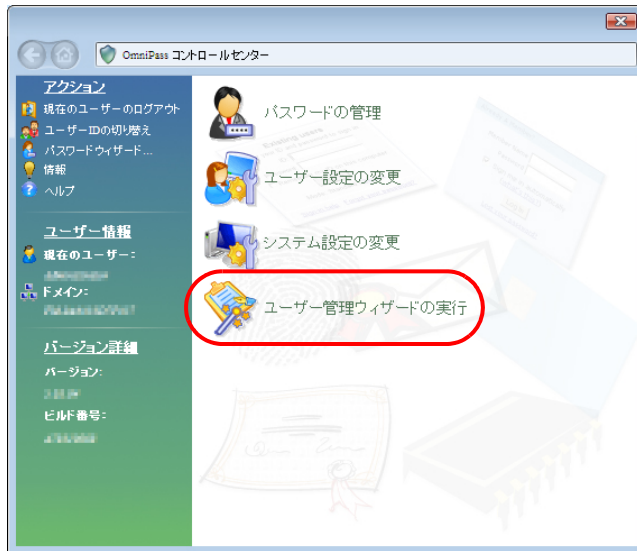 OmniPass コントロールセンター
アクション
現在のユーザーのログアウト
ユーザーIDの切り替え
パスワードウィザード...
情報
ヘルプ
ユーザー情報
現在のユーザー:
ドメイン:
バージョン詳細
バージョン:
ビルド番号:
パスワードの管理
ユーザー設定の変更
システム設定の変更
ユーザー管理ウィザードの実行